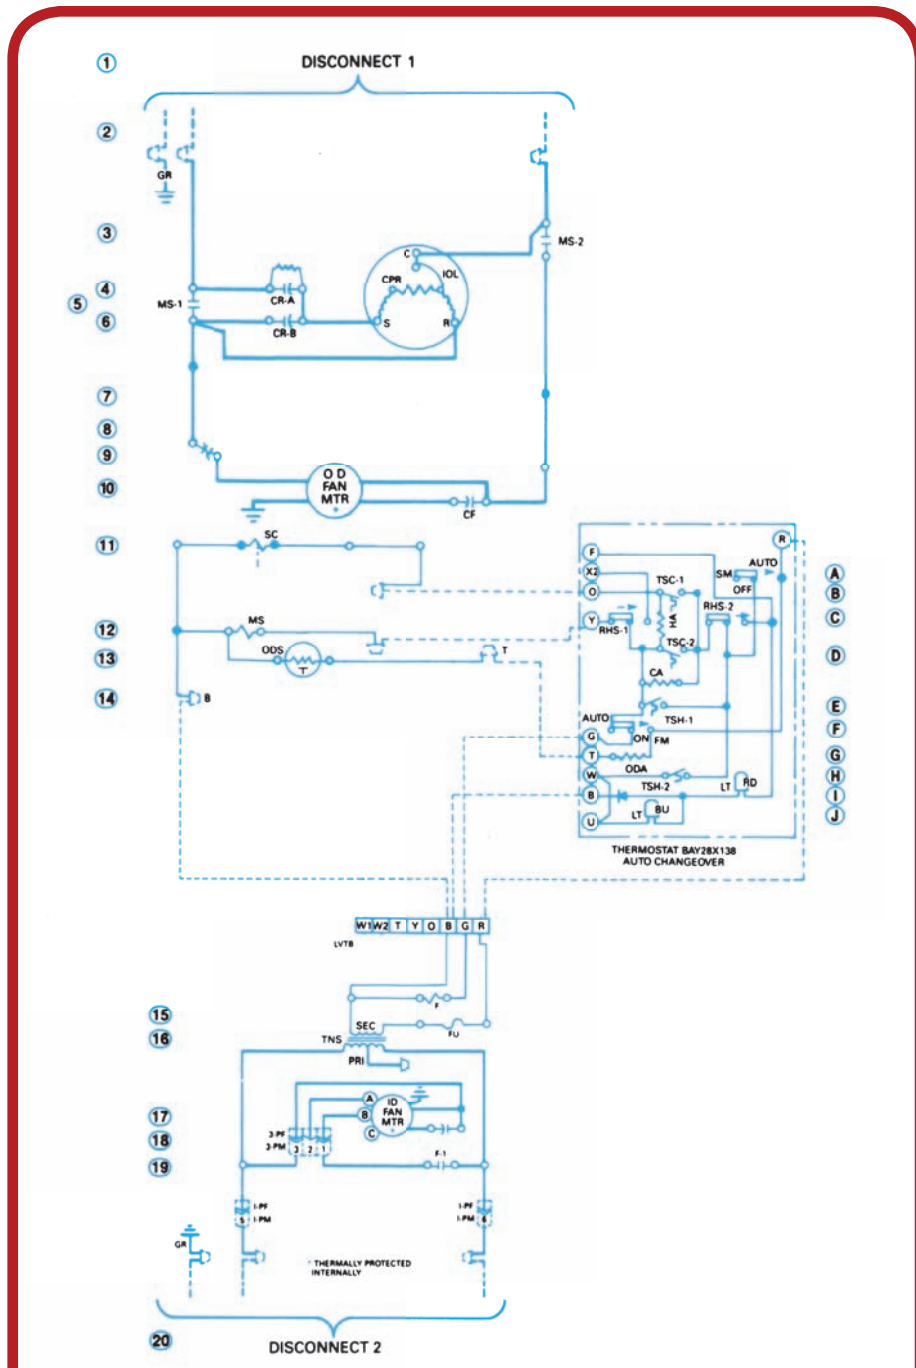 1
DISCONNECT 1
2
GR
3
MS-2
C
4
CPR
IOL
CR-A
5
MS-1
6
S
R
CR-B
7
8
9
O D
FAN
MTR
10
CF
11
SC
R
F
AUTO
A
X2
TSC-1
SM
OFF
B
O
RHS-2
C
12
MS
Y
RHS-1
HA
TSC-2
13
ODS
T
T
D
CA
14
B
E
AUTO
TSH-1
F
G
ON
FM
T
G
W
ODA
H
TSH-2
LT
RD
B
I
LT
BU
U
J
THERMOSTAT BAY28X138
AUTO CHANGEOVER
W1 W2 T Y O B G R
LVTB
15
F
SEC
FU
16
TNS
PRI
A
ID
FAN
MTR
17
B
C
3-PF
18
3-PM
3 2 1
F-1
19
1-PF
1-PF
5
1-PM
1-PM
6
GR
* THERMALLY PROTECTED
INTERNALLY
20
DISCONNECT 2